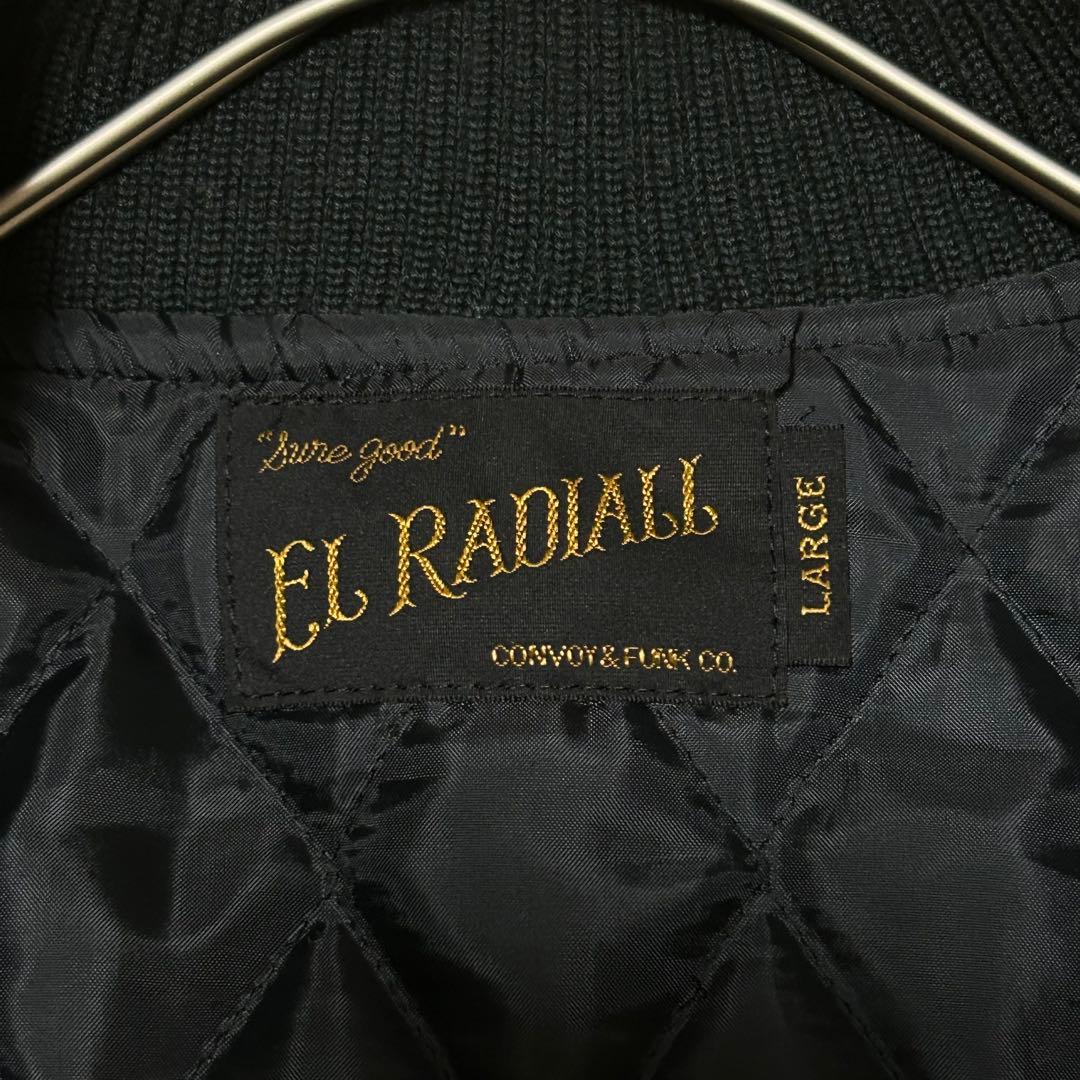 "Sure good"
EL RADIALL
CONVOY & FUNK CO.
LARGE